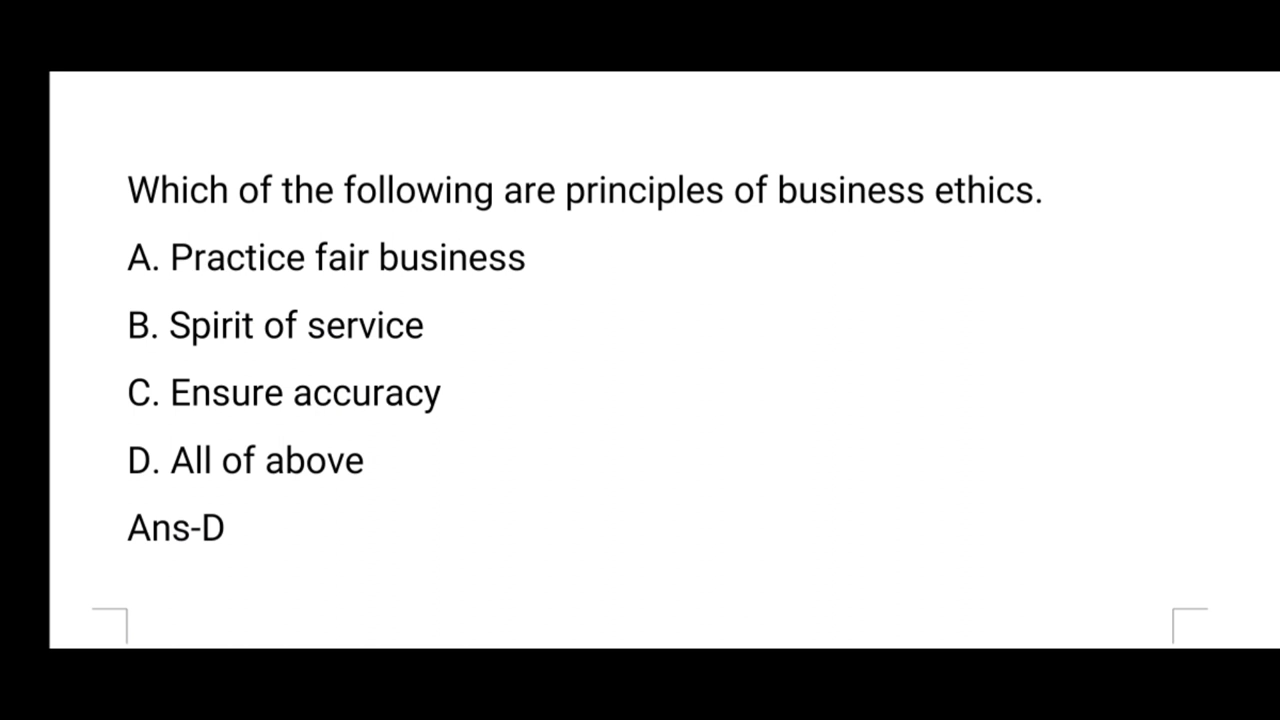 Which of the following are principles of business ethics.
A. Practice fair business
B. Spirit of service
C. Ensure accuracy
D. All of above
Ans-D